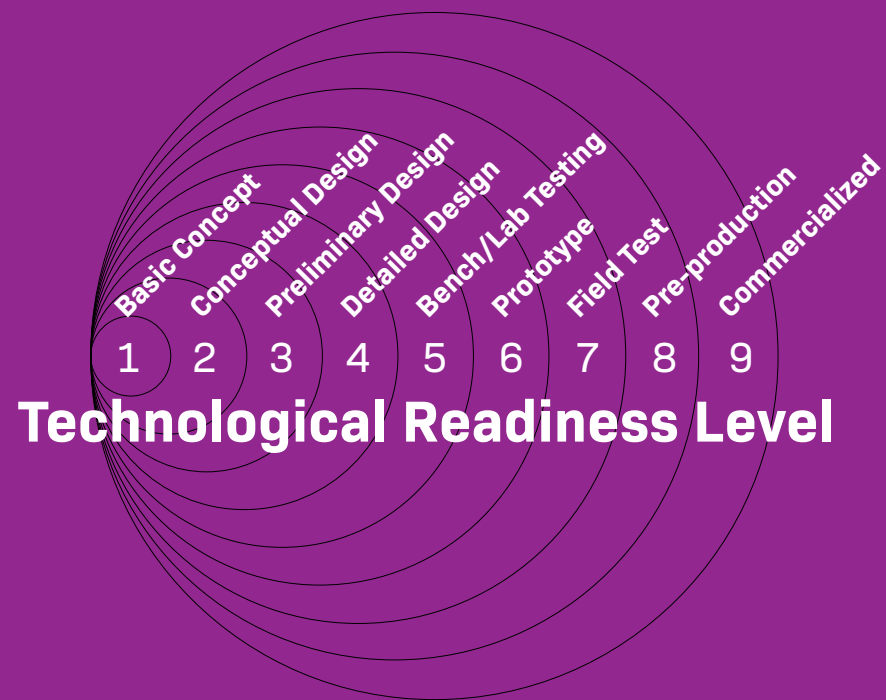 Basic Concept
Conceptual Design
Preliminary Design
Detailed Design
Bench/Lab Testing
Prototype
Field Test
Pre-production
Commercialized
1 2 3 4 5 6 7 8 9
Technological Readiness Level